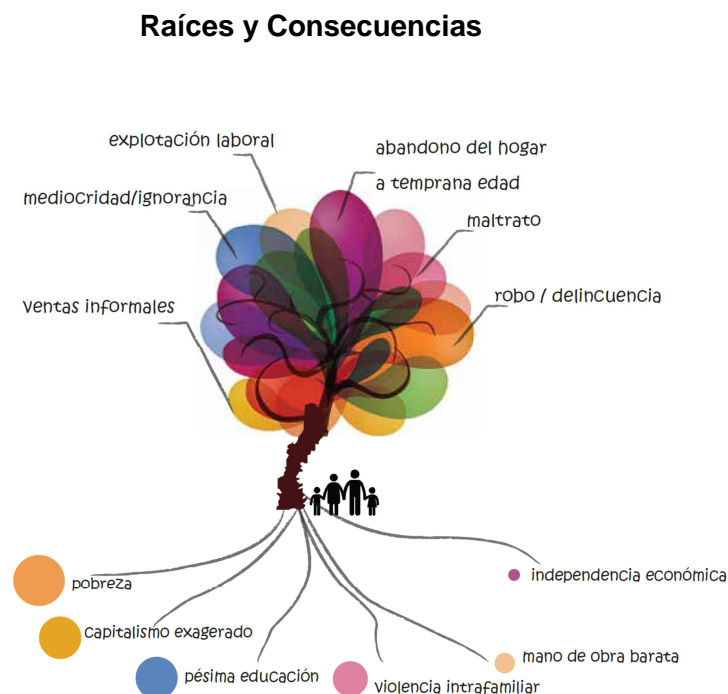 Raíces y Consecuencias
explotación laboral
abandono del hogar
a temprana edad
mediocridad/ignorancia
maltrato
ventas informales
robo / delincuencia
independencia económica
pobreza
capitalismo exagerado
mano de obra barata
pésima educación
violencia intrafamiliar